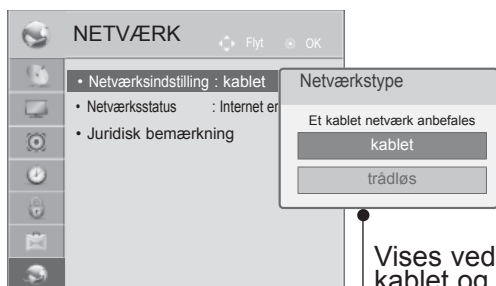 NETVÆRK
Flyt OK
• Netværksindstilling : kablet
• Netværksstatus : Internet er
• Juridisk bemærkning
Netværkstype
Et kablet netværk anbefales
kablet
trådløs
Vises ved
kablet og